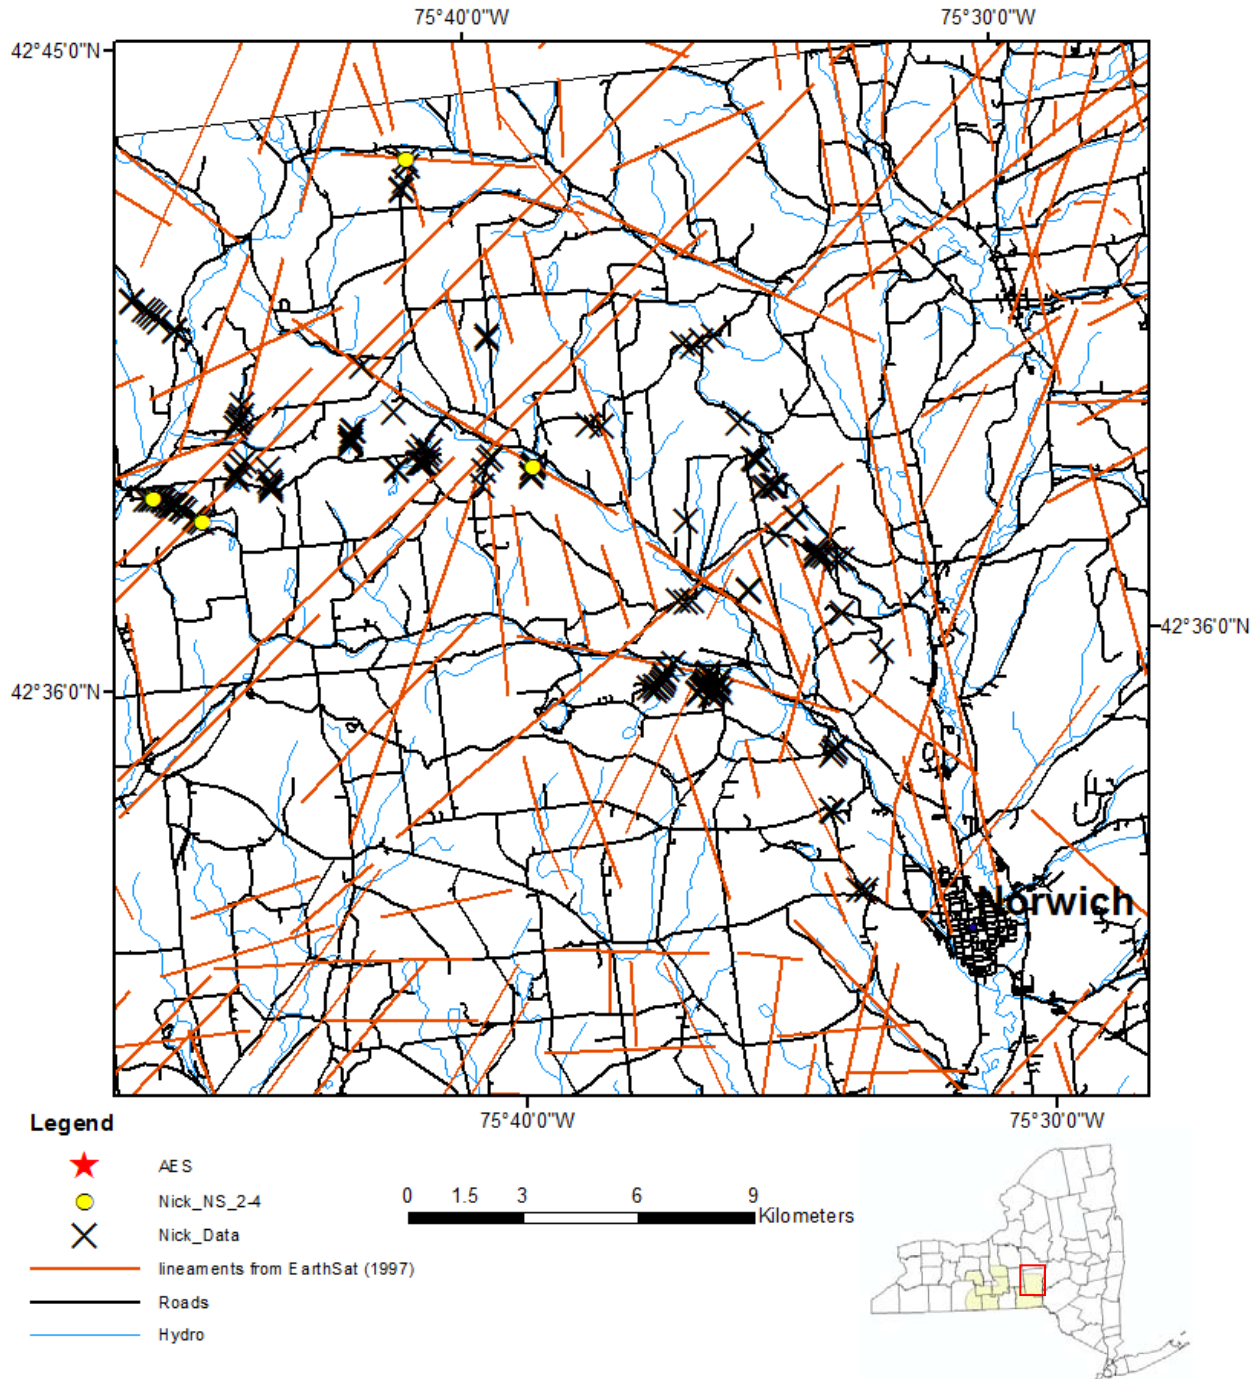 75°40'0"W 75°30'0"W
42°45'0"N
42°36'0"N
42°36'0"N
Norwich
75°40'0"W 75°30'0"W
Legend
AES
Nick_NS_2-4
Nick_Data
lineaments from EarthSat (1997)
Roads
Hydro
0 1.5 3 6 9
Kilometers